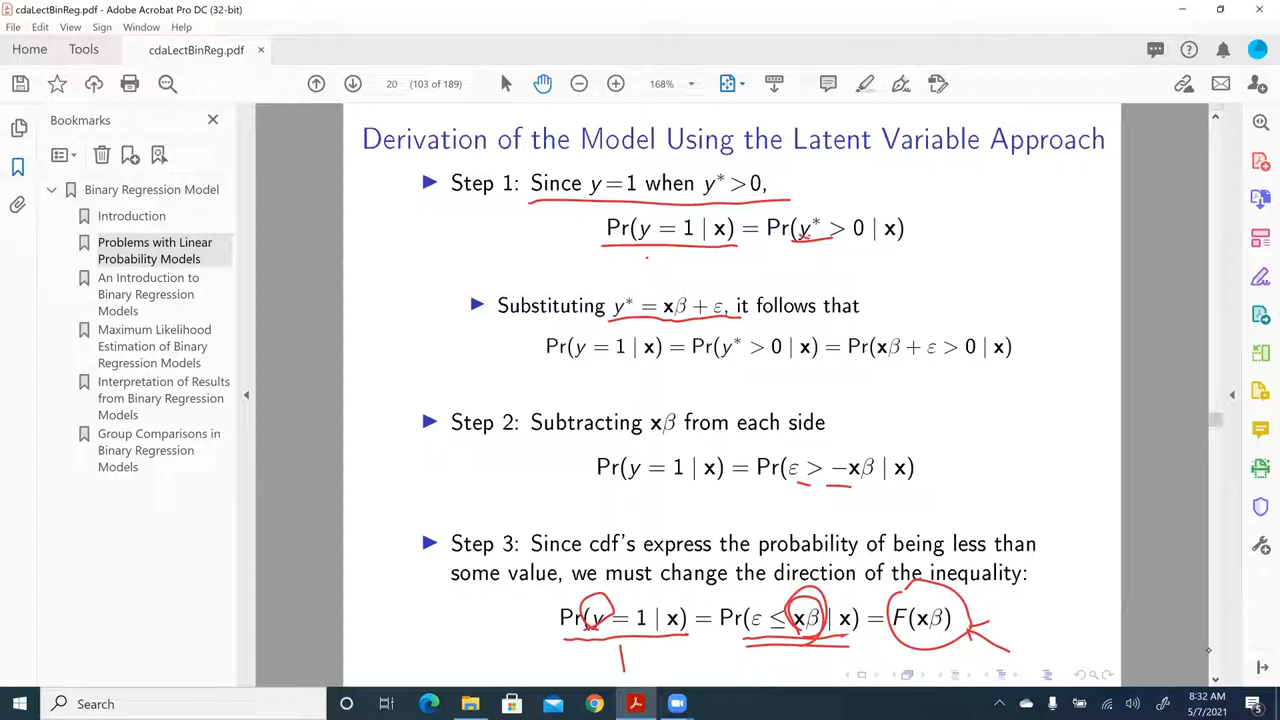 cdaLectBinReg.pdf - Adobe Acrobat Pro DC (32-bit)
File Edit View Sign Window Help
Home Tools cdaLectBinReg.pdf ×
20 (103 of 189) 168%
Bookmarks
Binary Regression Model
Introduction
Problems with Linear
Probability Models
An Introduction to
Binary Regression
Models
Maximum Likelihood
Estimation of Binary
Regression Models
Interpretation of Results
from Binary Regression
Models
Group Comparisons in
Binary Regression
Models
Derivation of the Model Using the Latent Variable Approach
Step 1: Since y=1 when y* >0,
Pr(y = 1 | x) = Pr(y* > 0 | x)
Substituting y* = xβ + ε, it follows that
Pr(y = 1 | x) = Pr(y* > 0 | x) = Pr(xβ + ε > 0 | x)
Step 2: Subtracting xβ from each side
Pr(y = 1 | x) = Pr(ε > −xβ | x)
Step 3: Since cdf's express the probability of being less than
some value, we must change the direction of the inequality:
Pr(y = 1 | x) = Pr(ε ≤ xβ | x) = F(xβ)
Search
8:32 AM
5/7/2021
5